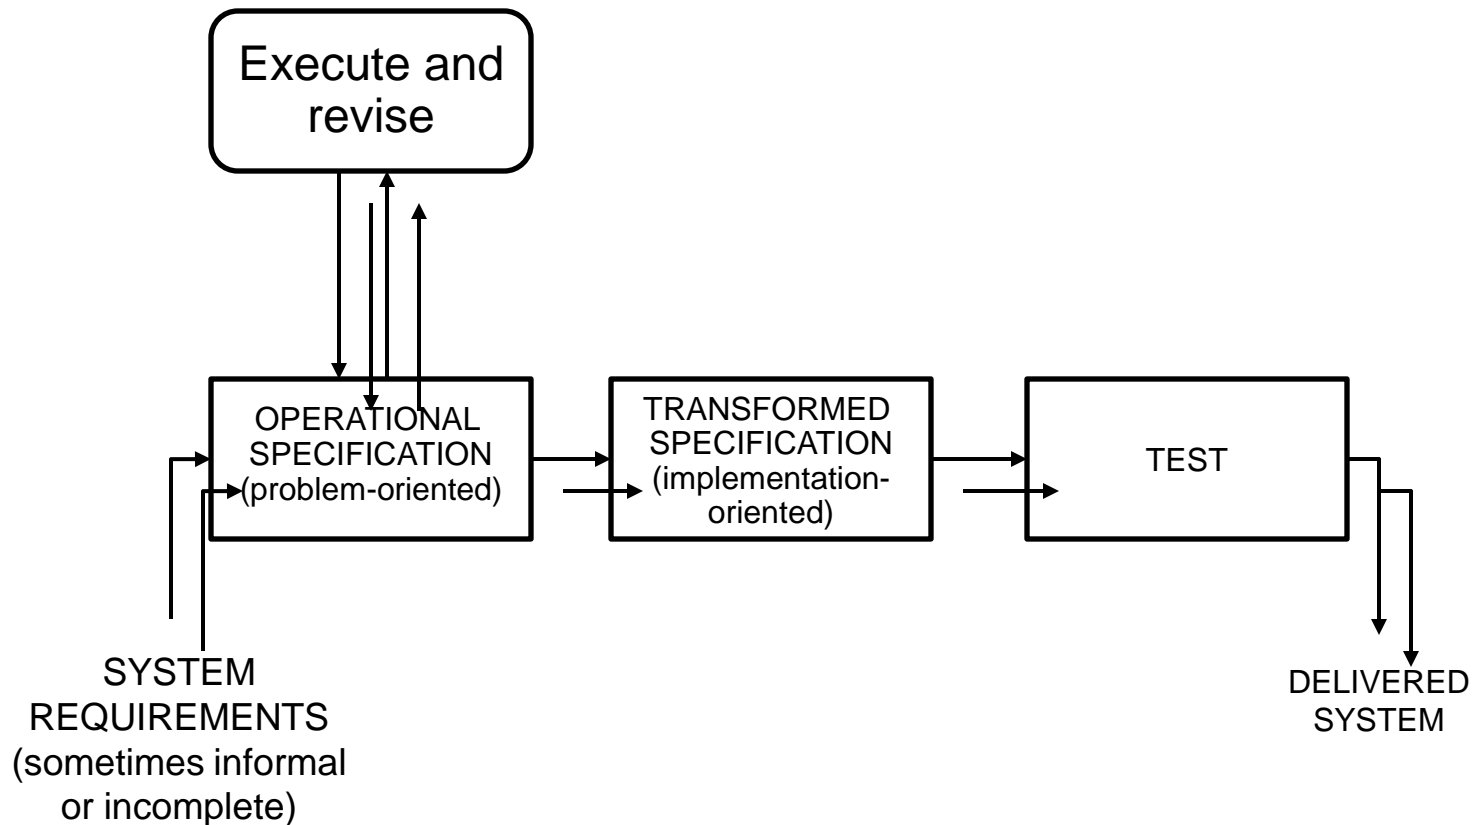 Execute and
revise
OPERATIONAL
SPECIFICATION
(problem-oriented)
TRANSFORMED
SPECIFICATION
(implementation-
oriented)
TEST
SYSTEM
REQUIREMENTS
(sometimes informal
or incomplete)
DELIVERED
SYSTEM